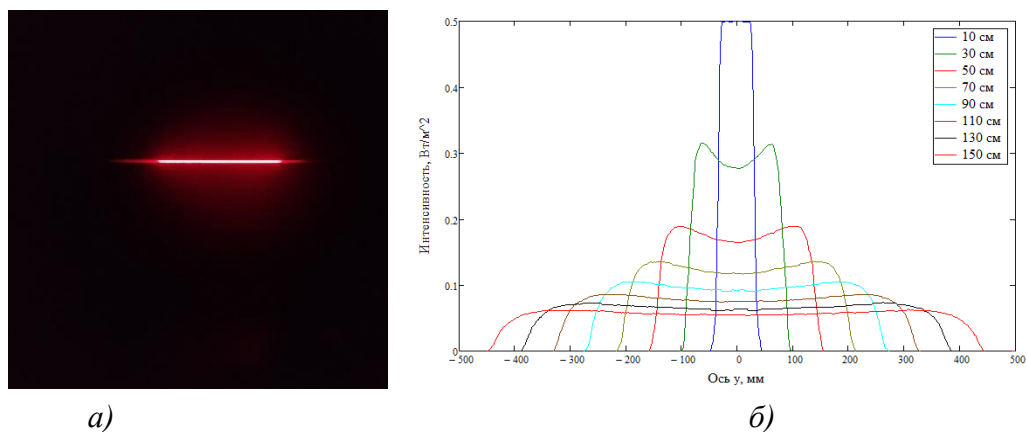 0.5
0.4
0.3
0.2
0.1
0
Интенсивность, Вт/м^2
10 см
30 см
50 см
70 см
90 см
110 см
130 см
150 см
−500 −400 −300 −200 −100 0 100 200 300 400 500
Ось y, мм
а) б)